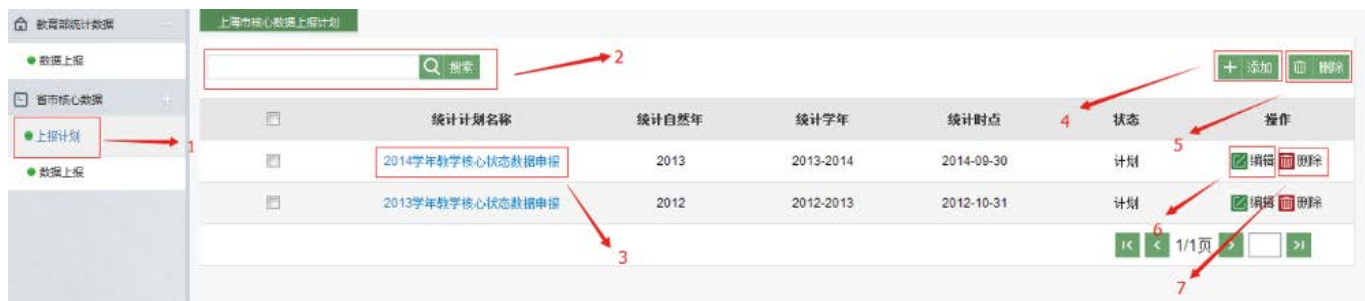 教育部统计数据
数据上报
省市核心数据
上报计划
数据上报
1
上海市核心数据上报计划
搜索
2
添加 删除
4
5
统计计划名称 统计自然年 统计学年 统计时点 状态 操作
2014学年教学核心状态数据申报 2013 2013-2014 2014-09-30 计划 编辑 删除
2013学年教学核心状态数据申报 2012 2012-2013 2012-10-31 计划 编辑 删除
3
6
1/1页
7